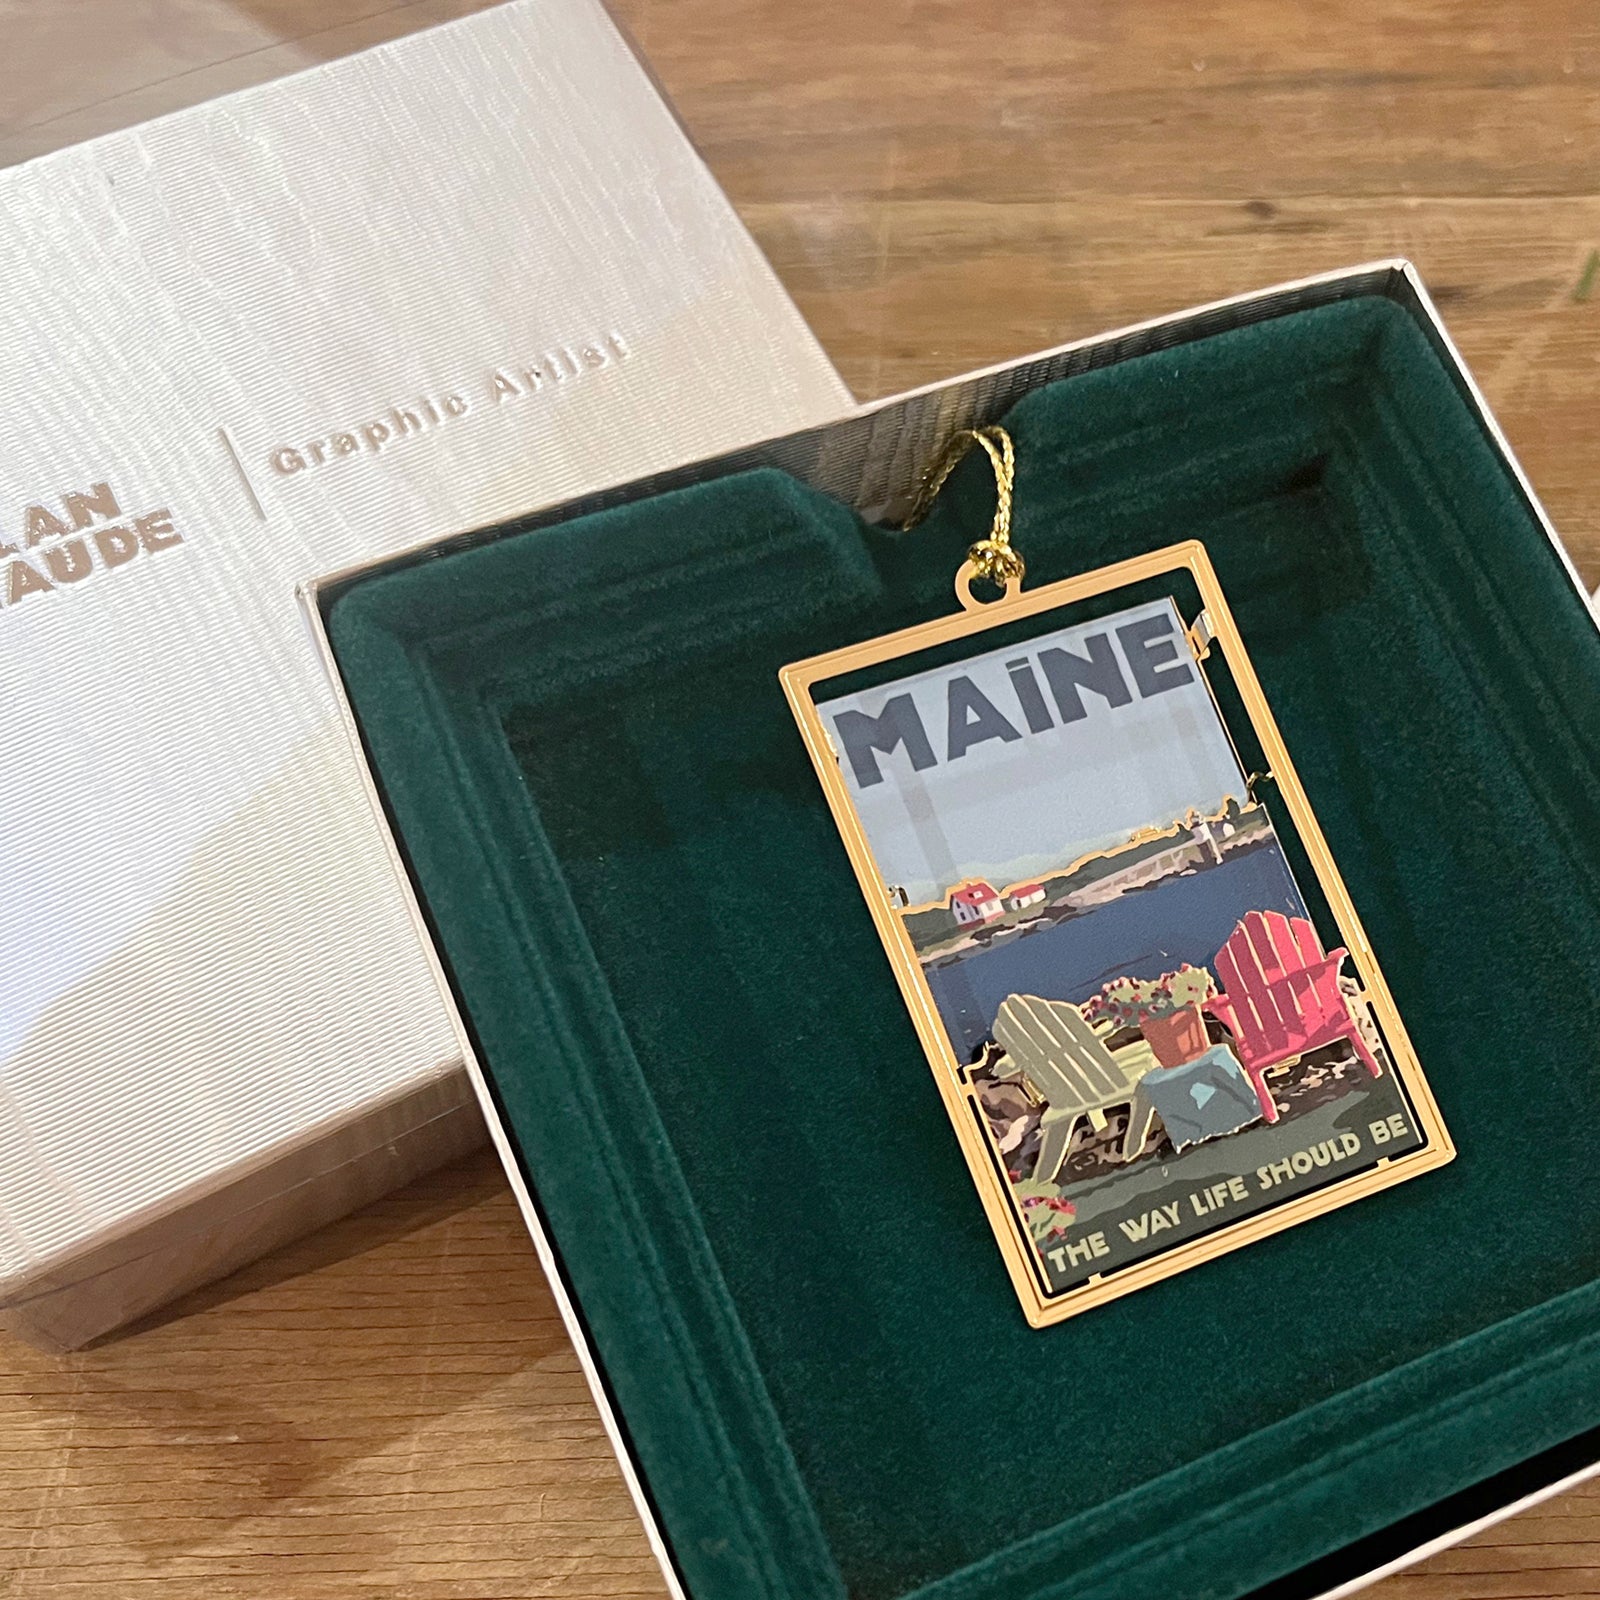 LAN
AUDE
Graphic Artist
MAiNE
THE WAY LiFE SHOULD BE